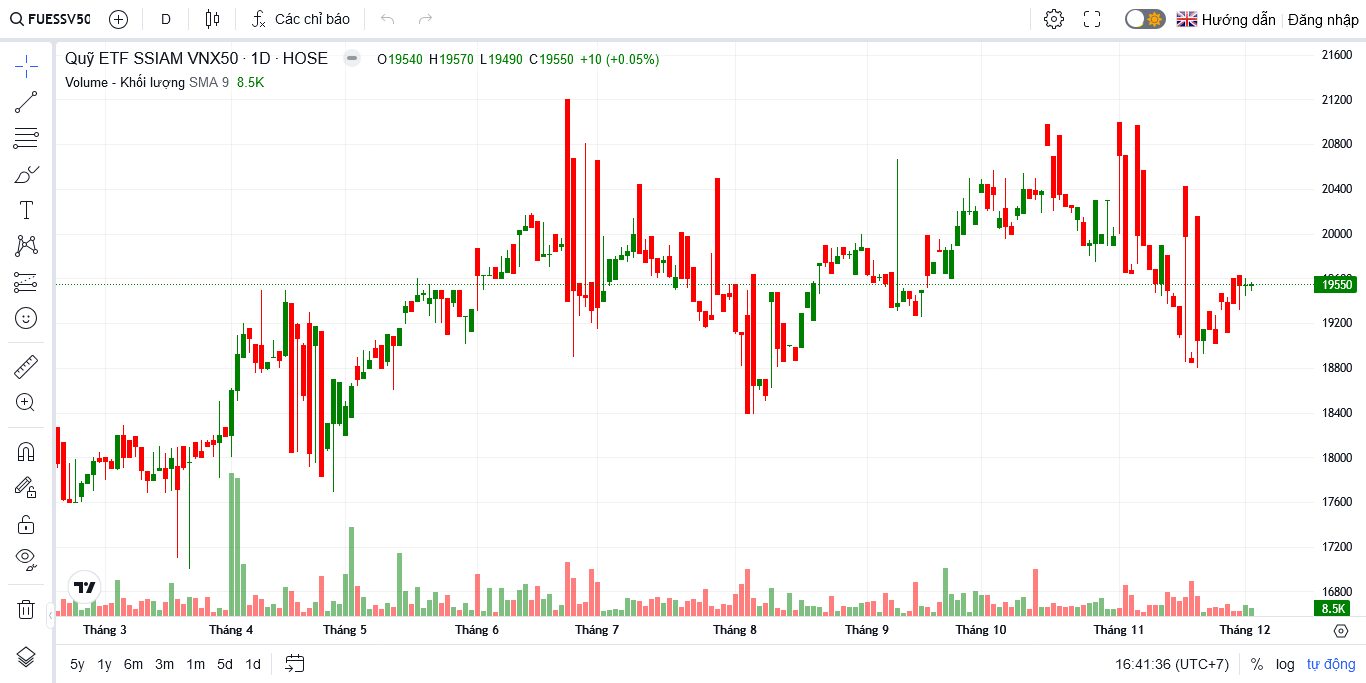 FUESSV50 D Các chỉ báo Hướng dẫn Đăng nhập
Quỹ ETF SSIAM VNX50 · 1D · HOSE O19540 H19570 L19490 C19550 +10 (+0.05%)
Volume - Khối lượng SMA 9 8.5K
21600
21200
20800
20400
20000
19550
19200
18800
18400
18000
17600
17200
16800
8.5K
Tháng 3 Tháng 4 Tháng 5 Tháng 6 Tháng 7 Tháng 8 Tháng 9 Tháng 10 Tháng 11 Tháng 12
5y 1y 6m 3m 1m 5d 1d 16:41:36 (UTC+7) % log tự động